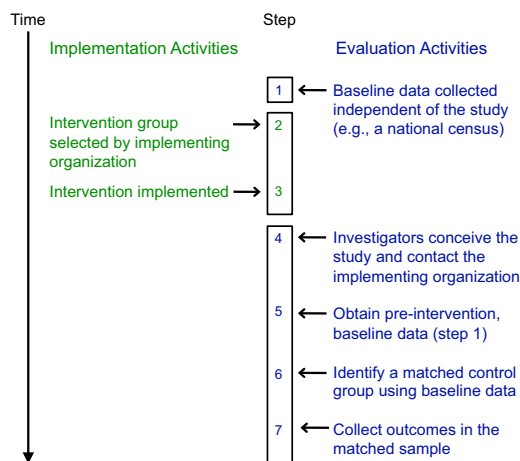 Time
Step
Implementation Activities
Evaluation Activities
1
Baseline data collected
independent of the study
(e.g., a national census)
Intervention group
selected by implementing
organization
2
Intervention implemented
3
4
Investigators conceive the
study and contact the
implementing organization
5
Obtain pre-intervention,
baseline data (step 1)
6
Identify a matched control
group using baseline data
7
Collect outcomes in the
matched sample